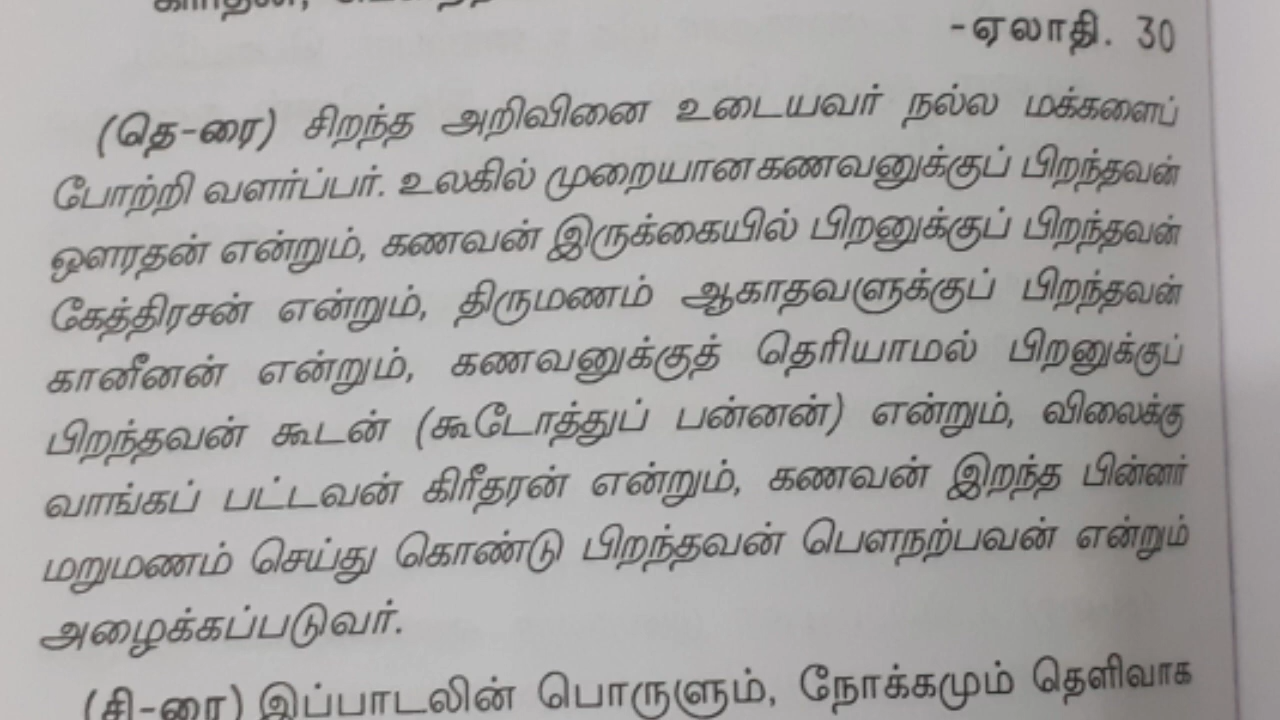 -ஏலாதி. 30
(தெ-ரை) சிறந்த அறிவினை உடையவர் நல்ல மக்களைப்
போற்றி வளர்ப்பர். உலகில் முறையான கணவனுக்குப் பிறந்தவன்
ஔரதன் என்றும், கணவன் இருக்கையில் பிறனுக்குப் பிறந்தவன்
கேத்திரசன் என்றும், திருமணம் ஆகாதவளுக்குப் பிறந்தவன்
கானீனன் என்றும், கணவனுக்குத் தெரியாமல் பிறனுக்குப்
பிறந்தவன் கூடன் (கூடோத்துப் பன்னன்) என்றும், விலைக்கு
வாங்கப் பட்டவன் கிரீதரன் என்றும், கணவன் இறந்த பின்னர்
மறுமணம் செய்து கொண்டு பிறந்தவன் பௌநற்பவன் என்றும்
அழைக்கப்படுவர்.
(சி-ரை) இப்பாடலின் பொருளும், நோக்கமும் தெளிவாக